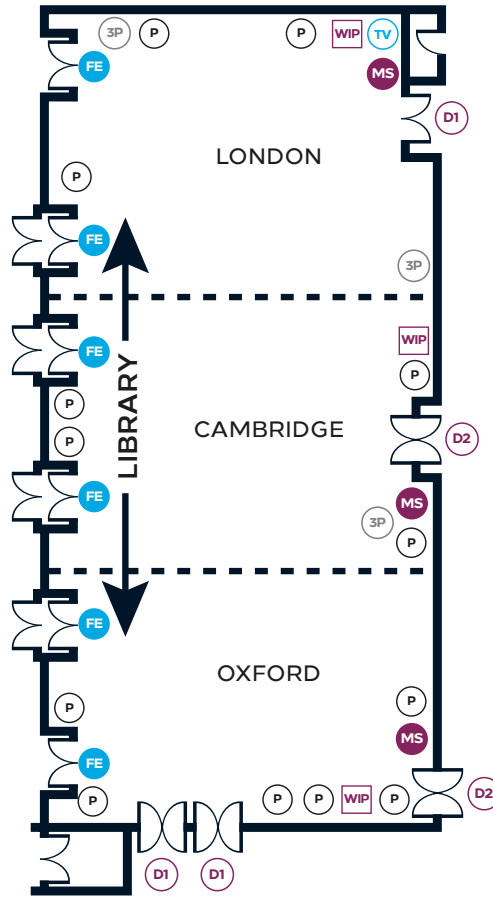 3P P P WIP TV
FE MS
D1
LONDON
P
FE
3P
WIP
FE
P
P
LIBRARY
CAMBRIDGE
P
D2
FE
MS
3P
P
FE
OXFORD
P
P
MS
FE
P P P WIP P D2
D1 D1